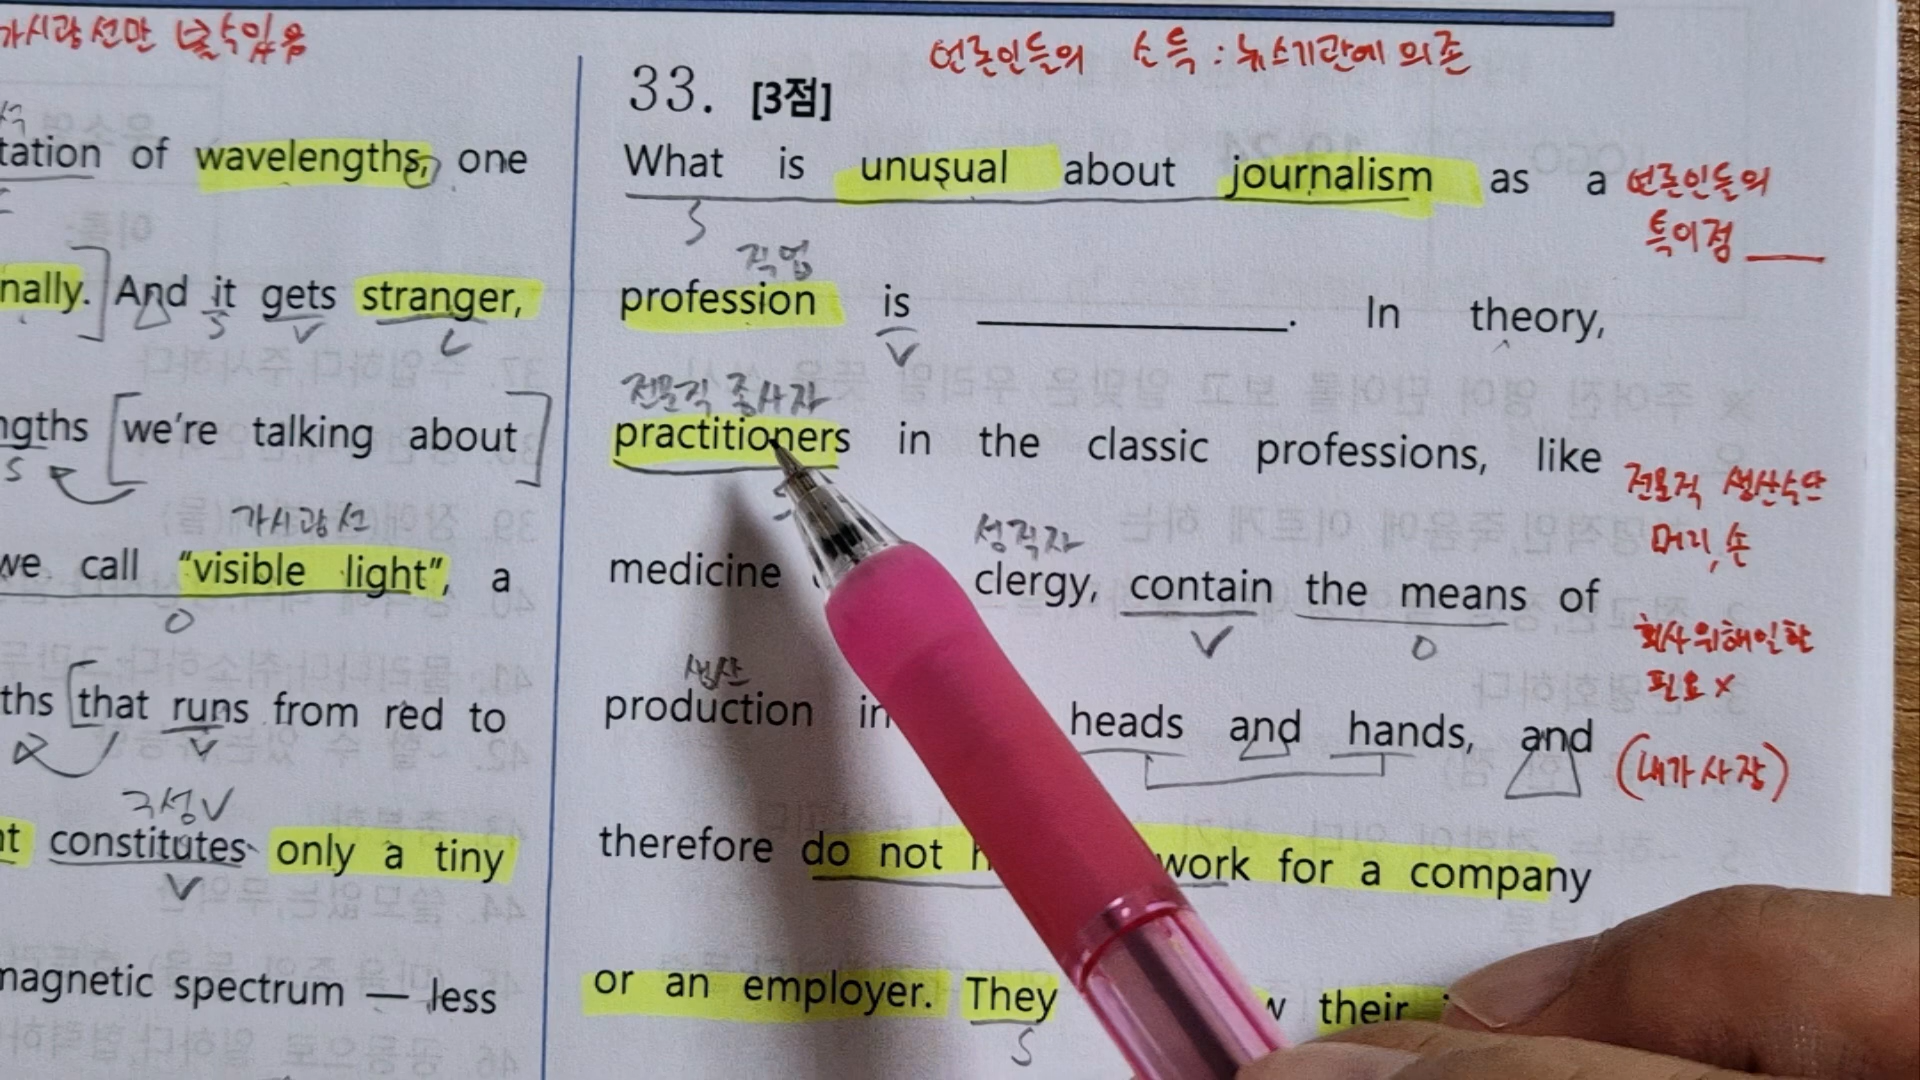 가시광선만 볼수있음
tation of wavelengths, one
nally. And it gets stranger,
S V C
ngths we're talking about
S
가시광선
we call "visible light", a
O
ths that runs from red to
V
구성V
nt constitutes only a tiny
V
magnetic spectrum — less
언론인들의 소득 : 뉴스기관에 의존
33. [3점]
What is unusual about journalism as a
언론인들의
특이점 ___
S
직업
profession is ____________. In theory,
V
전문직 종사자
practitioners in the classic professions, like
전문직 생산수단
머리, 손
성직자
medicine clergy, contain the means of
V O
회사위해일할
필요 X
생산
production in heads and hands, and
(내가 사장)
therefore do not work for a company
or an employer. They their
S